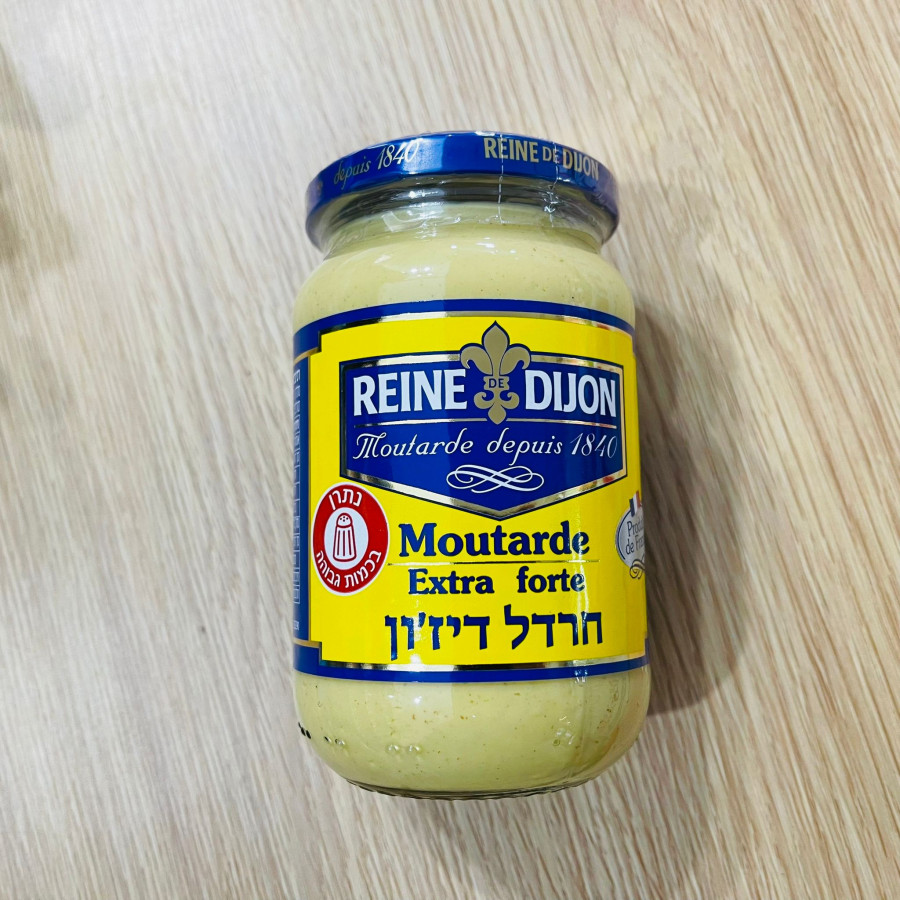 depuis 1840 REINE DE DIJON
REINE DE DIJON
Moutarde depuis 1840
נתרן
בכמות גבוהה
Moutarde
Extra forte
חרדל דיז'ון